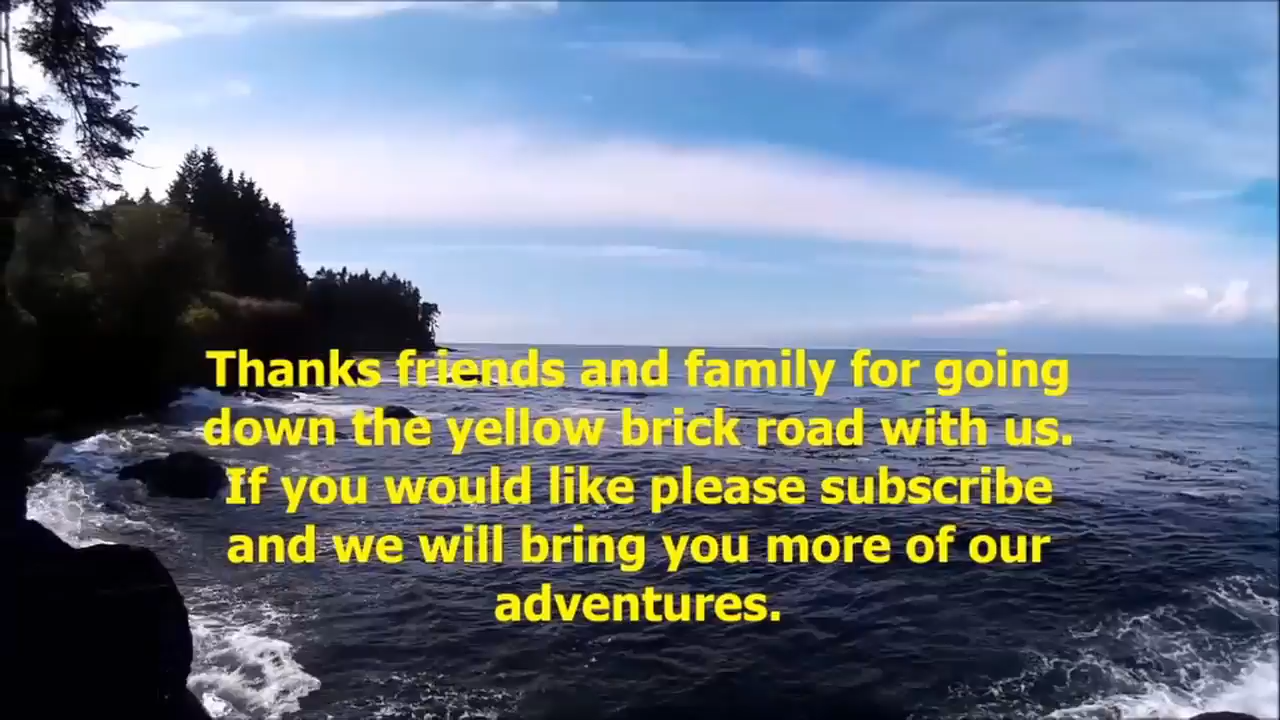 Thanks friends and family for going
down the yellow brick road with us.
If you would like please subscribe
and we will bring you more of our
adventures.